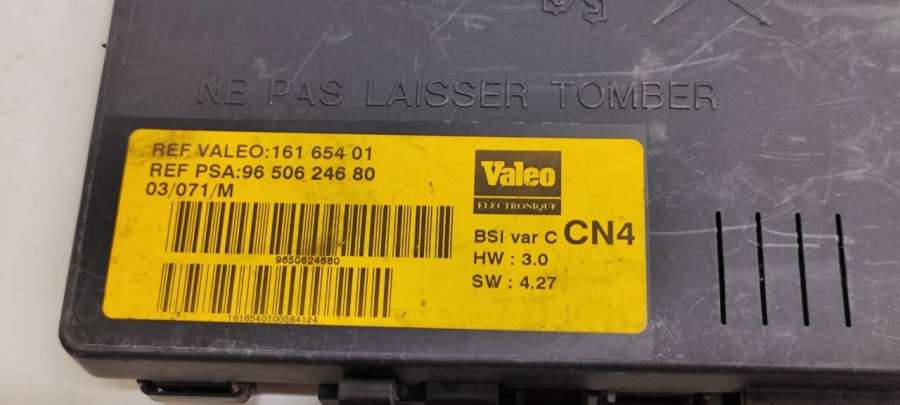 NE PAS LAISSER TOMBER
REF VALEO:161 654 01
REF PSA:96 506 246 80
03/071/M
9650624680
1616540100564124
Valeo
ELECTRONIQUE
BSI var C CN4
HW : 3.0
SW : 4.27